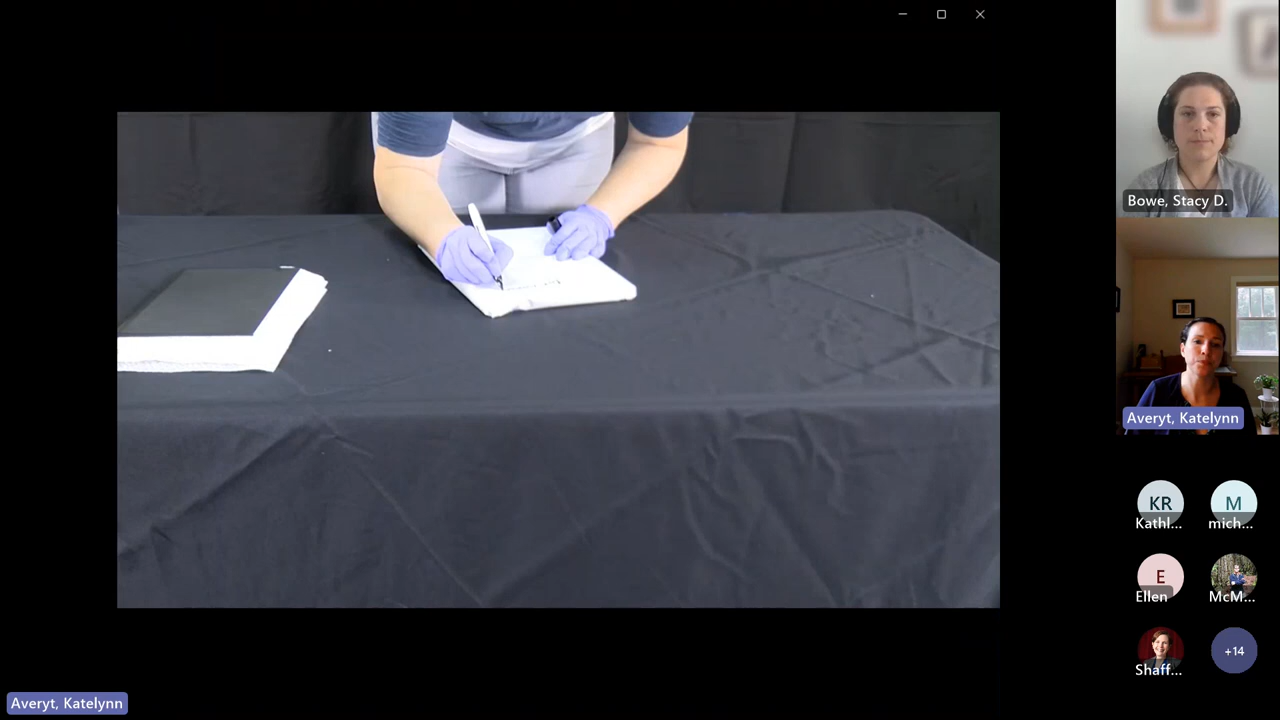 Bowe, Stacy D.
Averyt, Katelynn
KR
M
Kathl...
mich...
E
Ellen
McM...
Shaff...
+14
Averyt, Katelynn